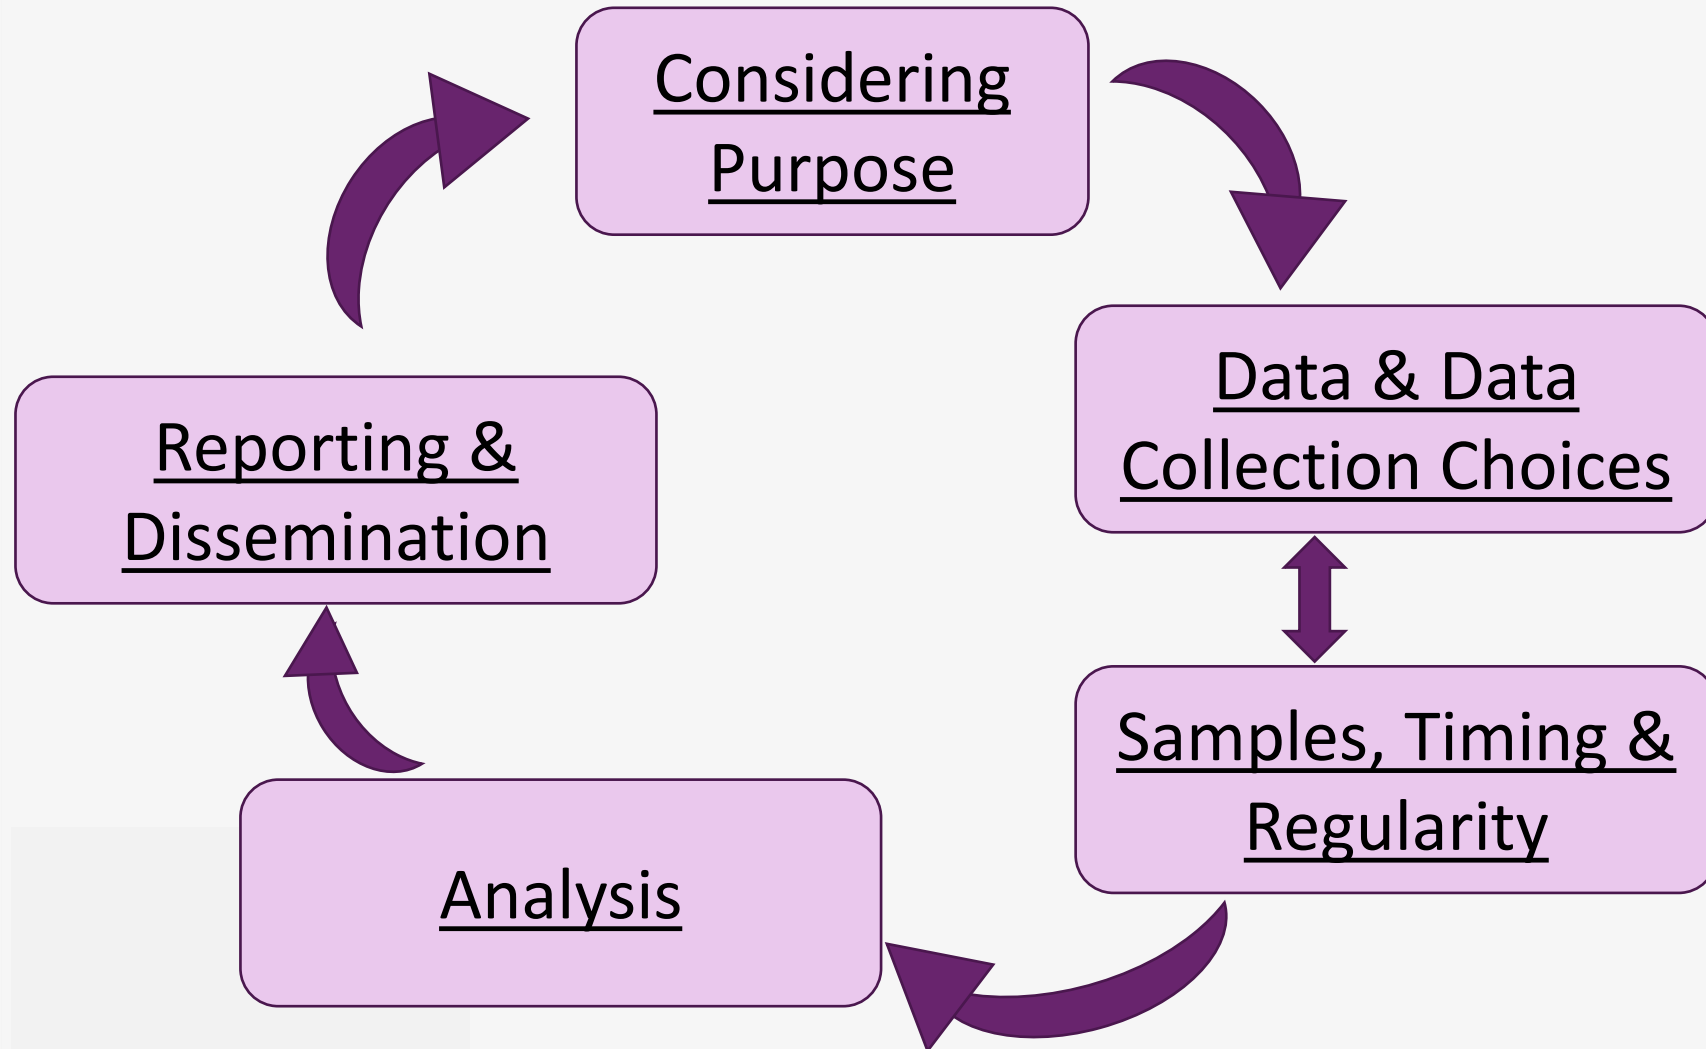 Considering
Purpose
Data & Data
Collection Choices
Samples, Timing &
Regularity
Analysis
Reporting &
Dissemination